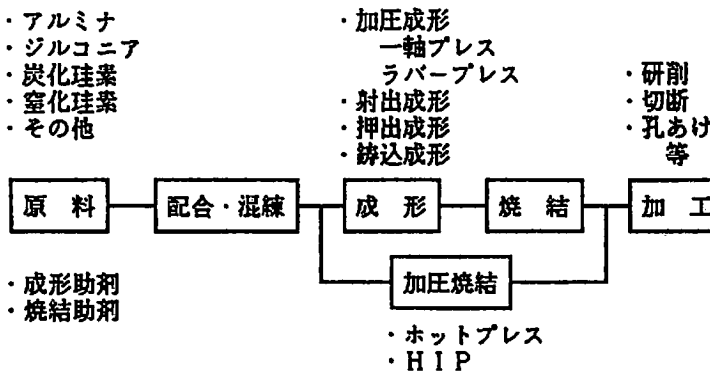 ・アルミナ
・ジルコニア
・炭化珪素
・窒化珪素
・その他
・加圧成形
一軸プレス
ラバープレス
・射出成形
・押出成形
・鋳込成形
・研削
・切断
・孔あけ
等
原　料
配合・混練
成　形
焼　結
加　工
加圧焼結
・成形助剤
・焼結助剤
・ホットプレス
・ＨＩＰ